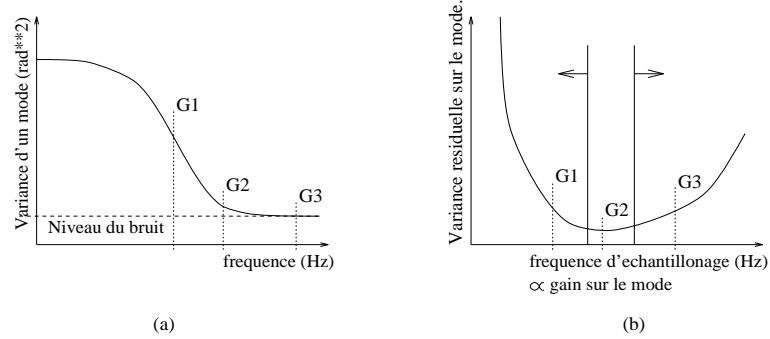 Variance d'un mode (rad**2)
G1
G2
G3
Niveau du bruit
frequence (Hz)
(a)
Variance residuelle sur le mode.
G1
G2
G3
frequence d'echantillonage (Hz)
∝ gain sur le mode
(b)